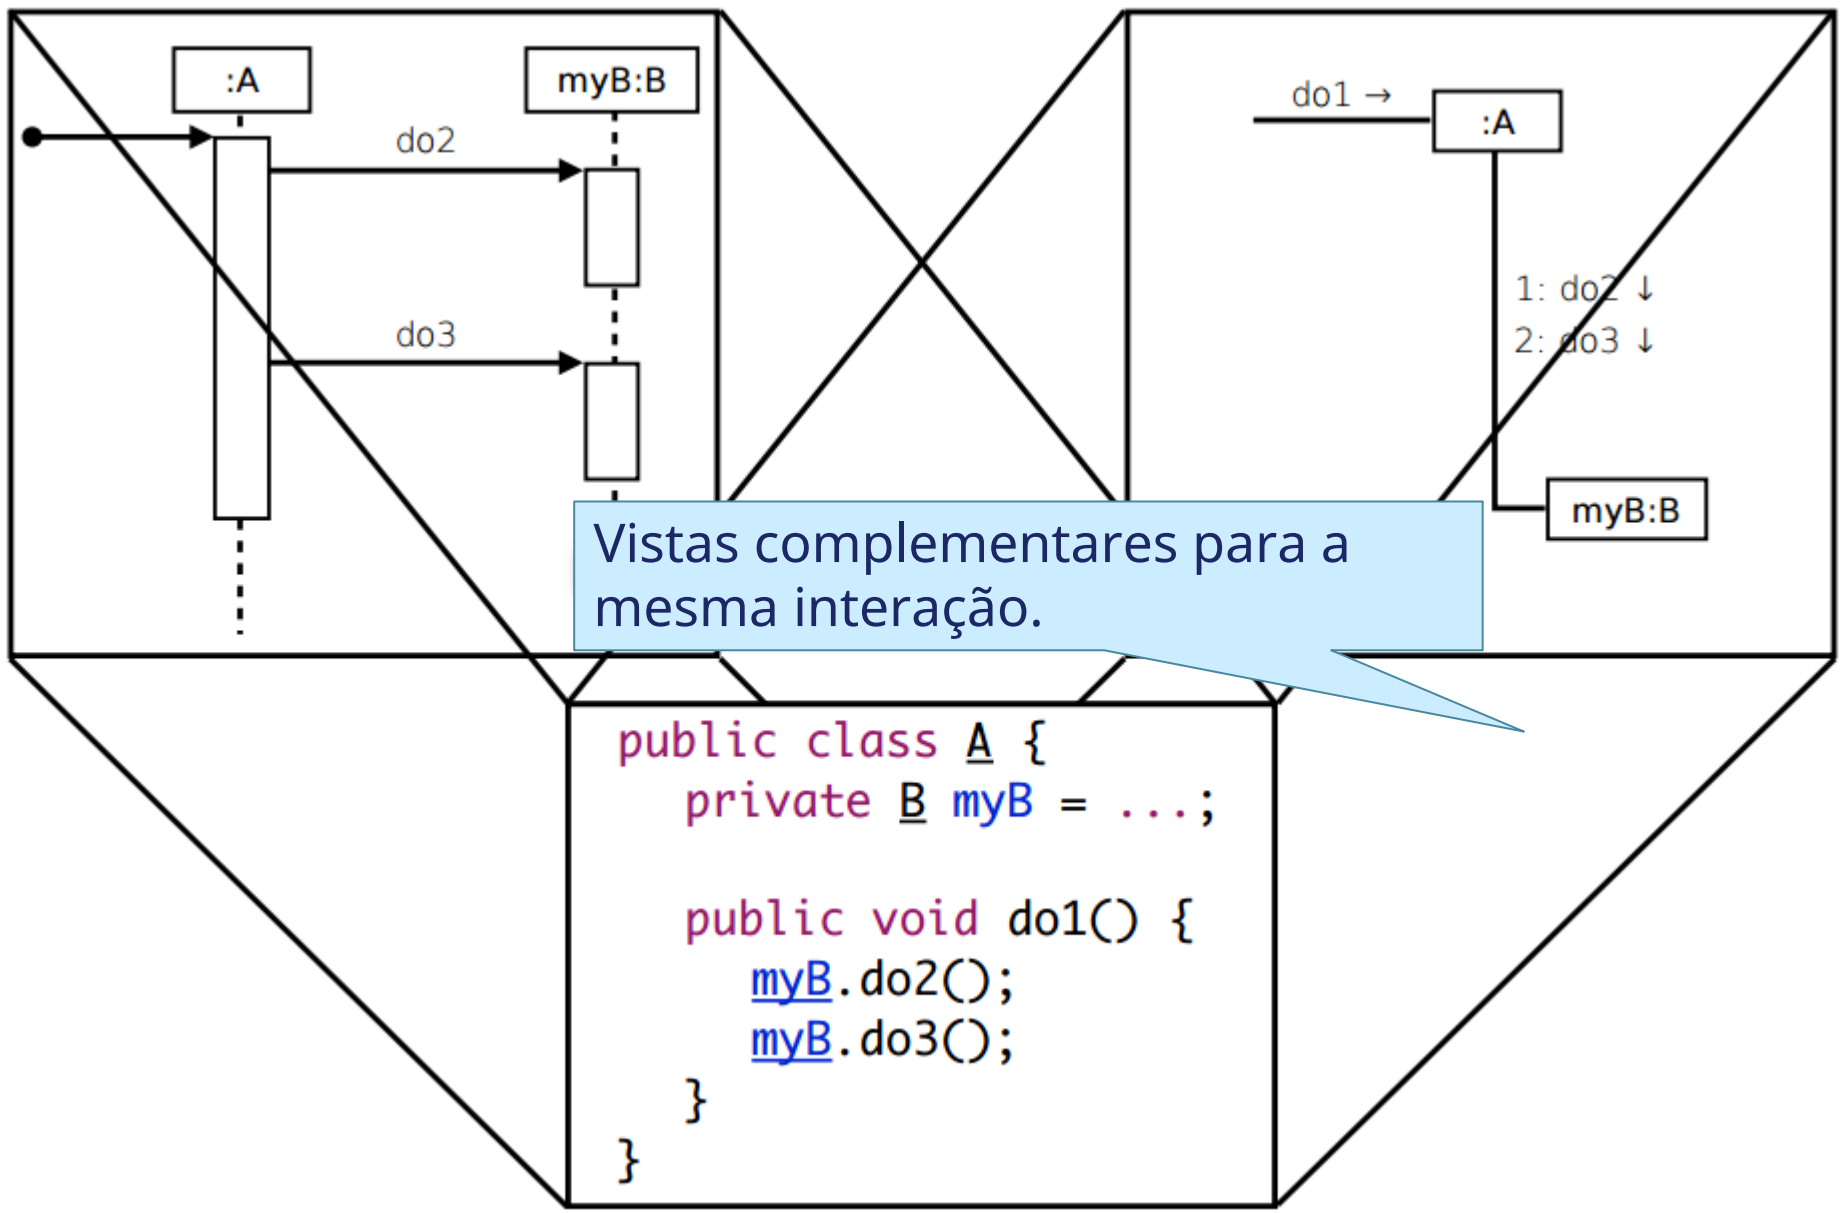 :A
myB:B
do2
do3
do1 →
:A
1: do2 ↓
2: do3 ↓
myB:B
Vistas complementares para a
mesma interação.
public class A {
private B myB = ...;
public void do1() {
myB.do2();
myB.do3();
}
}